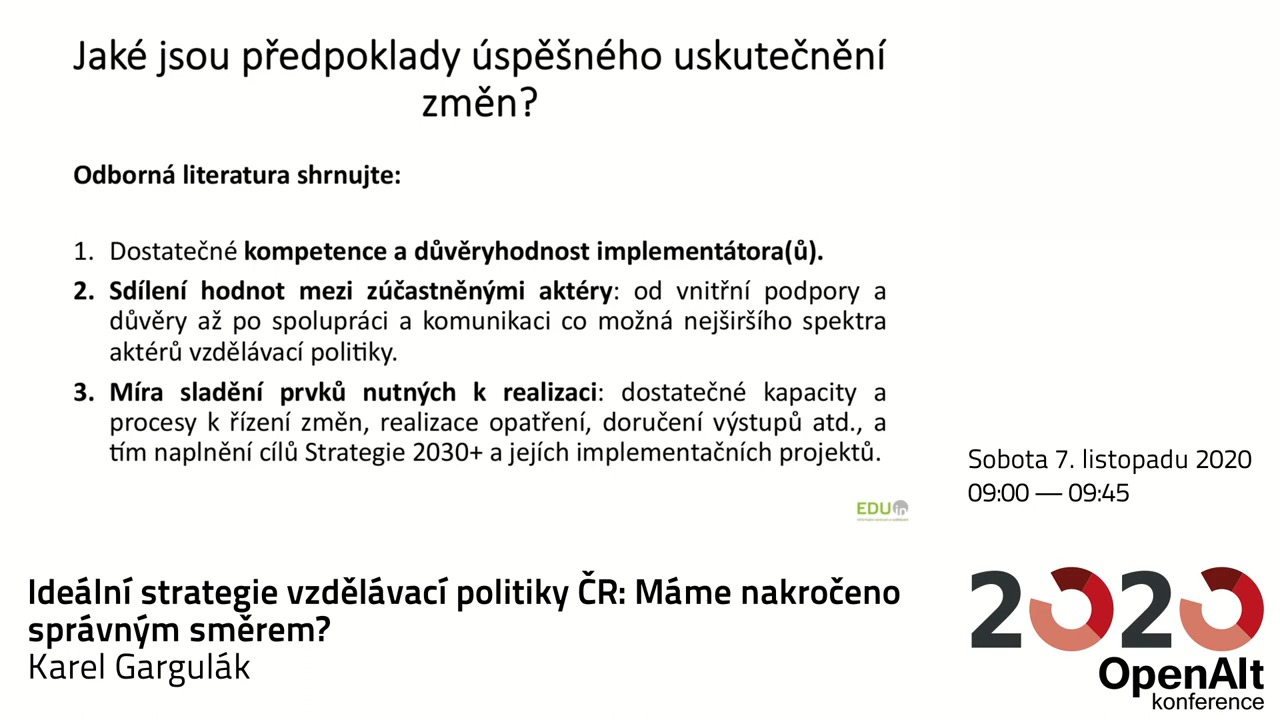 Jaké jsou předpoklady úspěšného uskutečnění
změn?
Odborná literatura shrnujte:
1. Dostatečné kompetence a důvěryhodnost implementátora(ů).
2. Sdílení hodnot mezi zúčastněnými aktéry: od vnitřní podpory a
důvěry až po spolupráci a komunikaci co možná nejširšího spektra
aktérů vzdělávací politiky.
3. Míra sladění prvků nutných k realizaci: dostatečné kapacity a
procesy k řízení změn, realizace opatření, doručení výstupů atd., a
tím naplnění cílů Strategie 2030+ a jejích implementačních projektů.
EDUin
Sobota 7. listopadu 2020
09:00 — 09:45
Ideální strategie vzdělávací politiky ČR: Máme nakročeno
správným směrem?
Karel Gargulák
2020
OpenAlt
konference